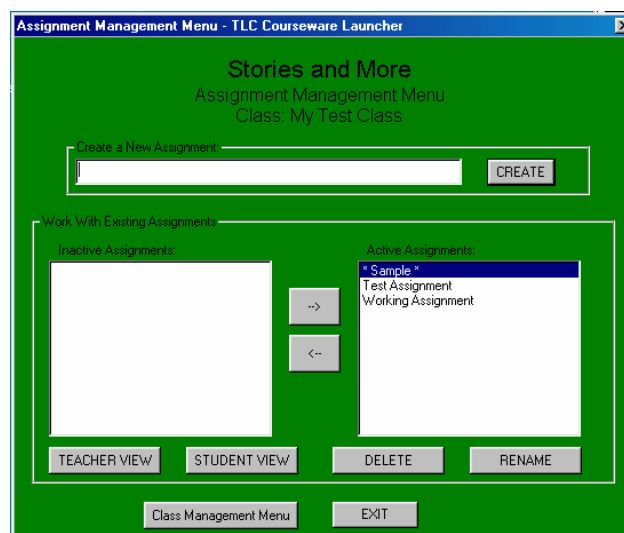 Assignment Management Menu - TLC Courseware Launcher
Stories and More
Assignment Management Menu
Class: My Test Class
Create a New Assignment:
CREATE
Work With Existing Assignments
Inactive Assignments:
Active Assignments:
* Sample *
Test Assignment
Working Assignment
-->
<--
TEACHER VIEW
STUDENT VIEW
DELETE
RENAME
Class Management Menu
EXIT